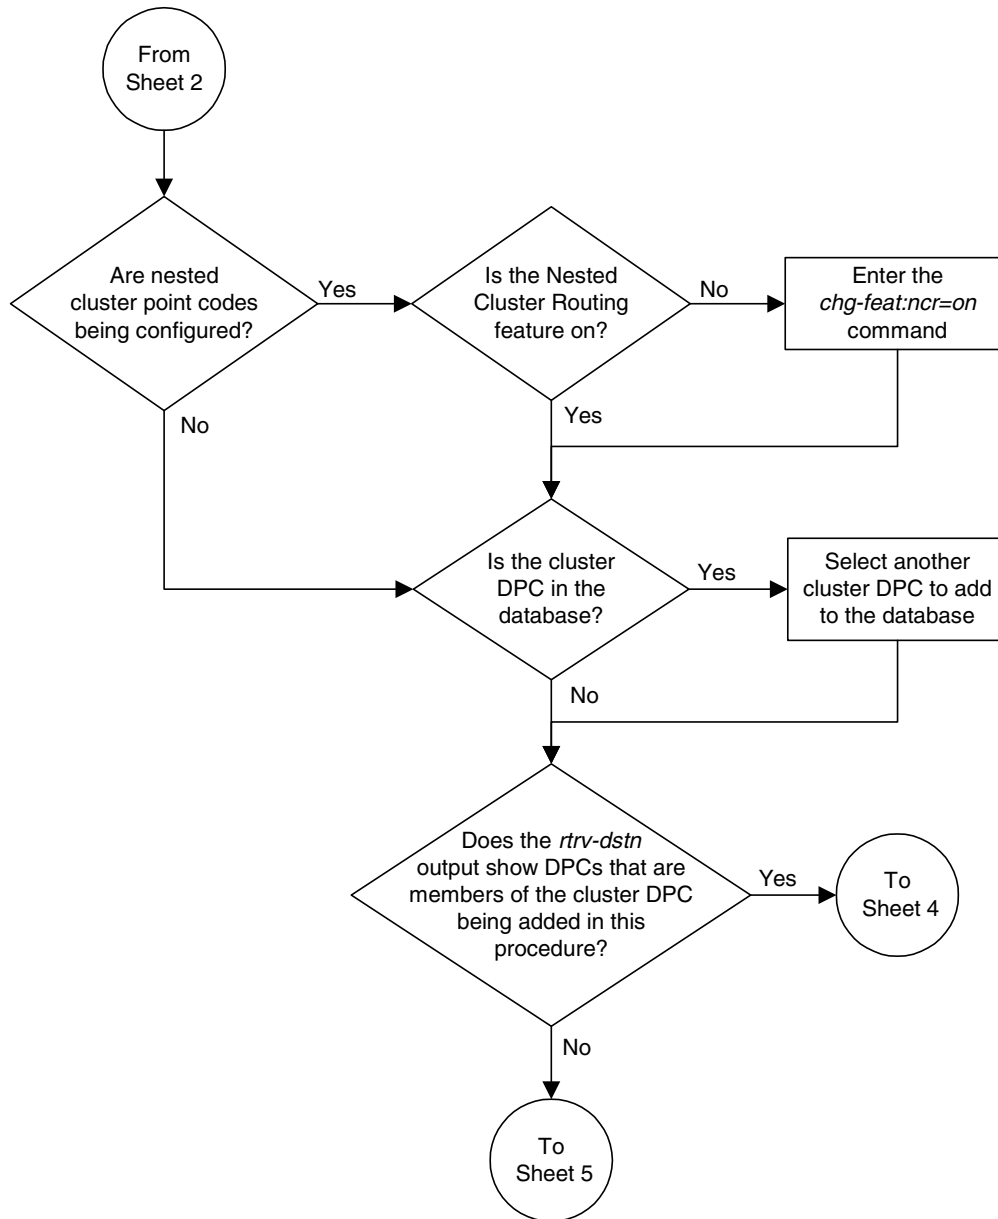 From
Sheet 2
Are nested
cluster point codes
being configured?
Yes
Is the Nested
Cluster Routing
feature on?
No
Enter the
chg-feat:ncr=on
command
No
Yes
Is the cluster
DPC in the
database?
Yes
Select another
cluster DPC to add
to the database
No
Does the rtrv-dstn
output show DPCs that are
members of the cluster DPC
being added in this
procedure?
Yes
To
Sheet 4
No
To
Sheet 5